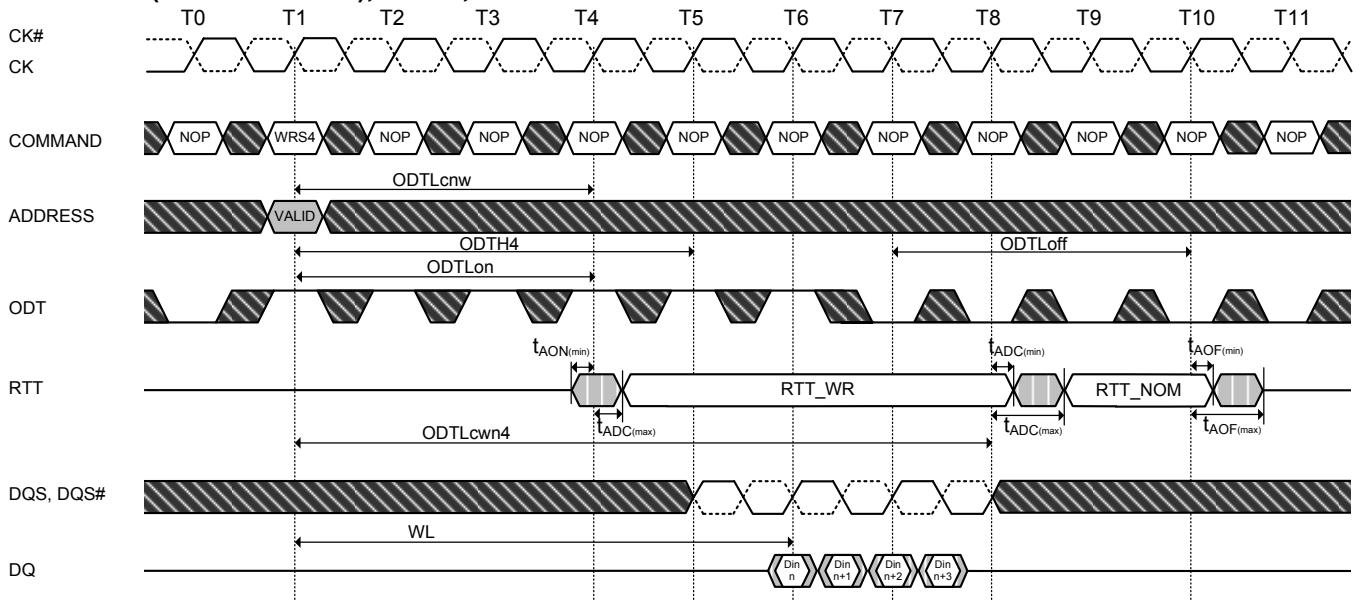 T0 T1 T2 T3 T4 T5 T6 T7 T8 T9 T10 T11
CK#
CK
COMMAND NOP WRS4 NOP NOP NOP NOP NOP NOP NOP NOP NOP NOP
ODTLcnw
ADDRESS VALID
ODTH4 ODTLoff
ODTLon
ODT
tAON(min) tADC(min) tAOF(min)
RTT RTT_WR RTT_NOM
tADC(max) tADC(max) tAOF(max)
ODTLcwn4
DQS, DQS#
WL
DQ Din n Din n+1 Din n+2 Din n+3